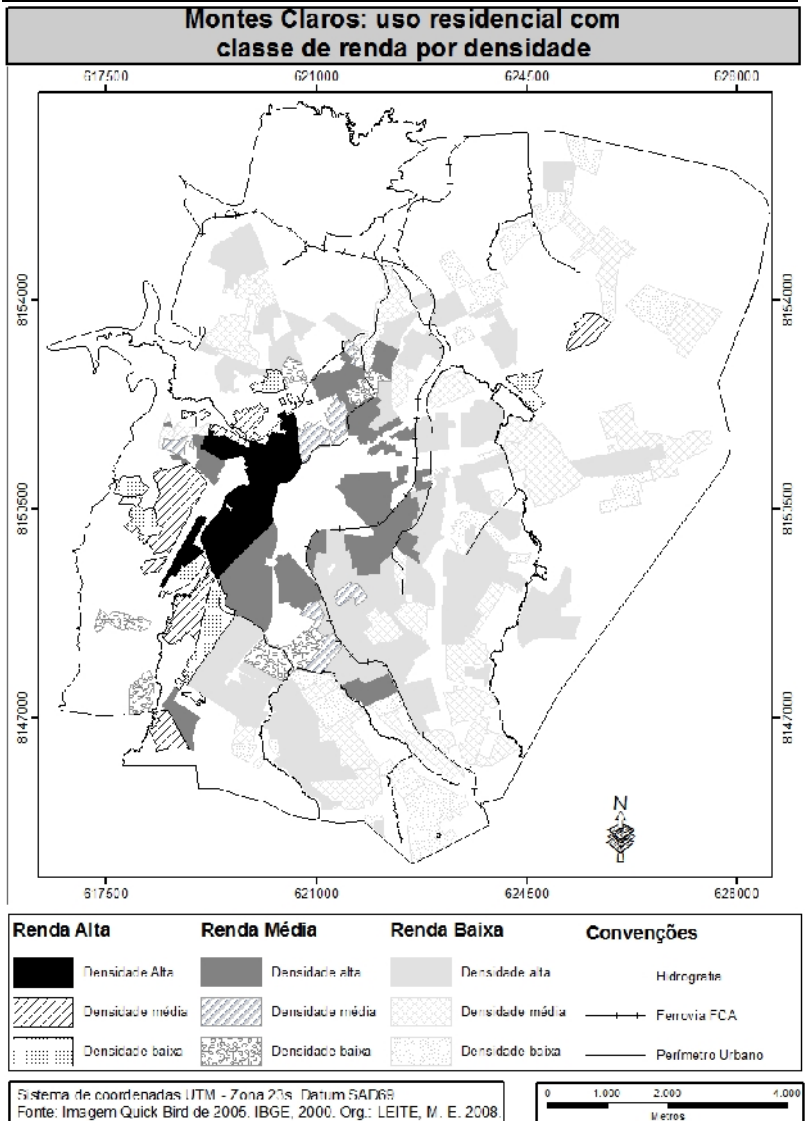 Montes Claros: uso residencial com
classe de renda por densidade
617500 621000 624500 628000
8154000 8154000
8153500 8153500
8147000 8147000
N
617500 621000 624500 628000
Renda Alta Renda Média Renda Baixa Convenções
Densidade Alta Densidade alta Densidade alta Hidrografia
Densidade média Densidade média Densidade média Ferrovia FCA
Densidade baixa Densidade baixa Densidade baixa Perímetro Urbano
Sistema de coordenadas UTM - Zona 23s. Datum SAD69
Fonte: Imagem Quick Bird de 2005. IBGE, 2000. Org.: LEITE, M. E. 2008.
0 1.000 2.000 4.000
Metros